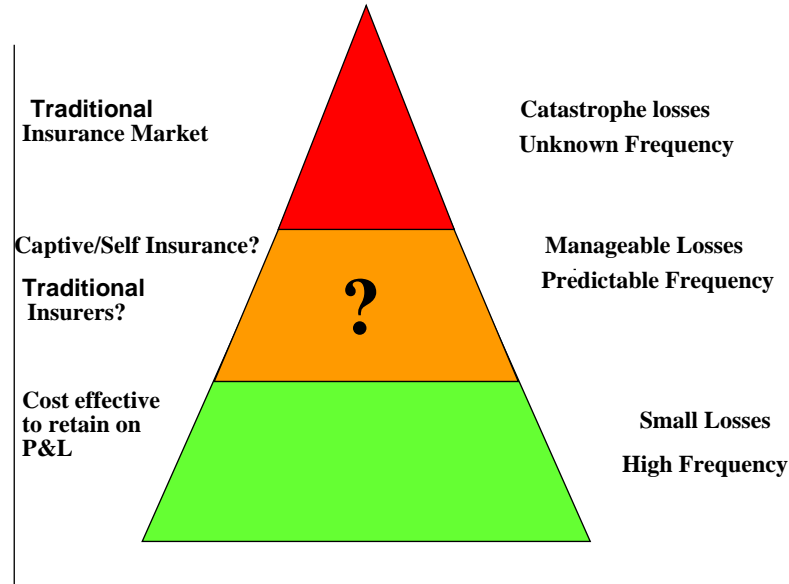 Traditional
Insurance Market
Catastrophe losses
Unknown Frequency
Captive/Self Insurance?
Traditional
Insurers?
?
Manageable Losses
Predictable Frequency
Cost effective
to retain on
P&L
Small Losses
High Frequency